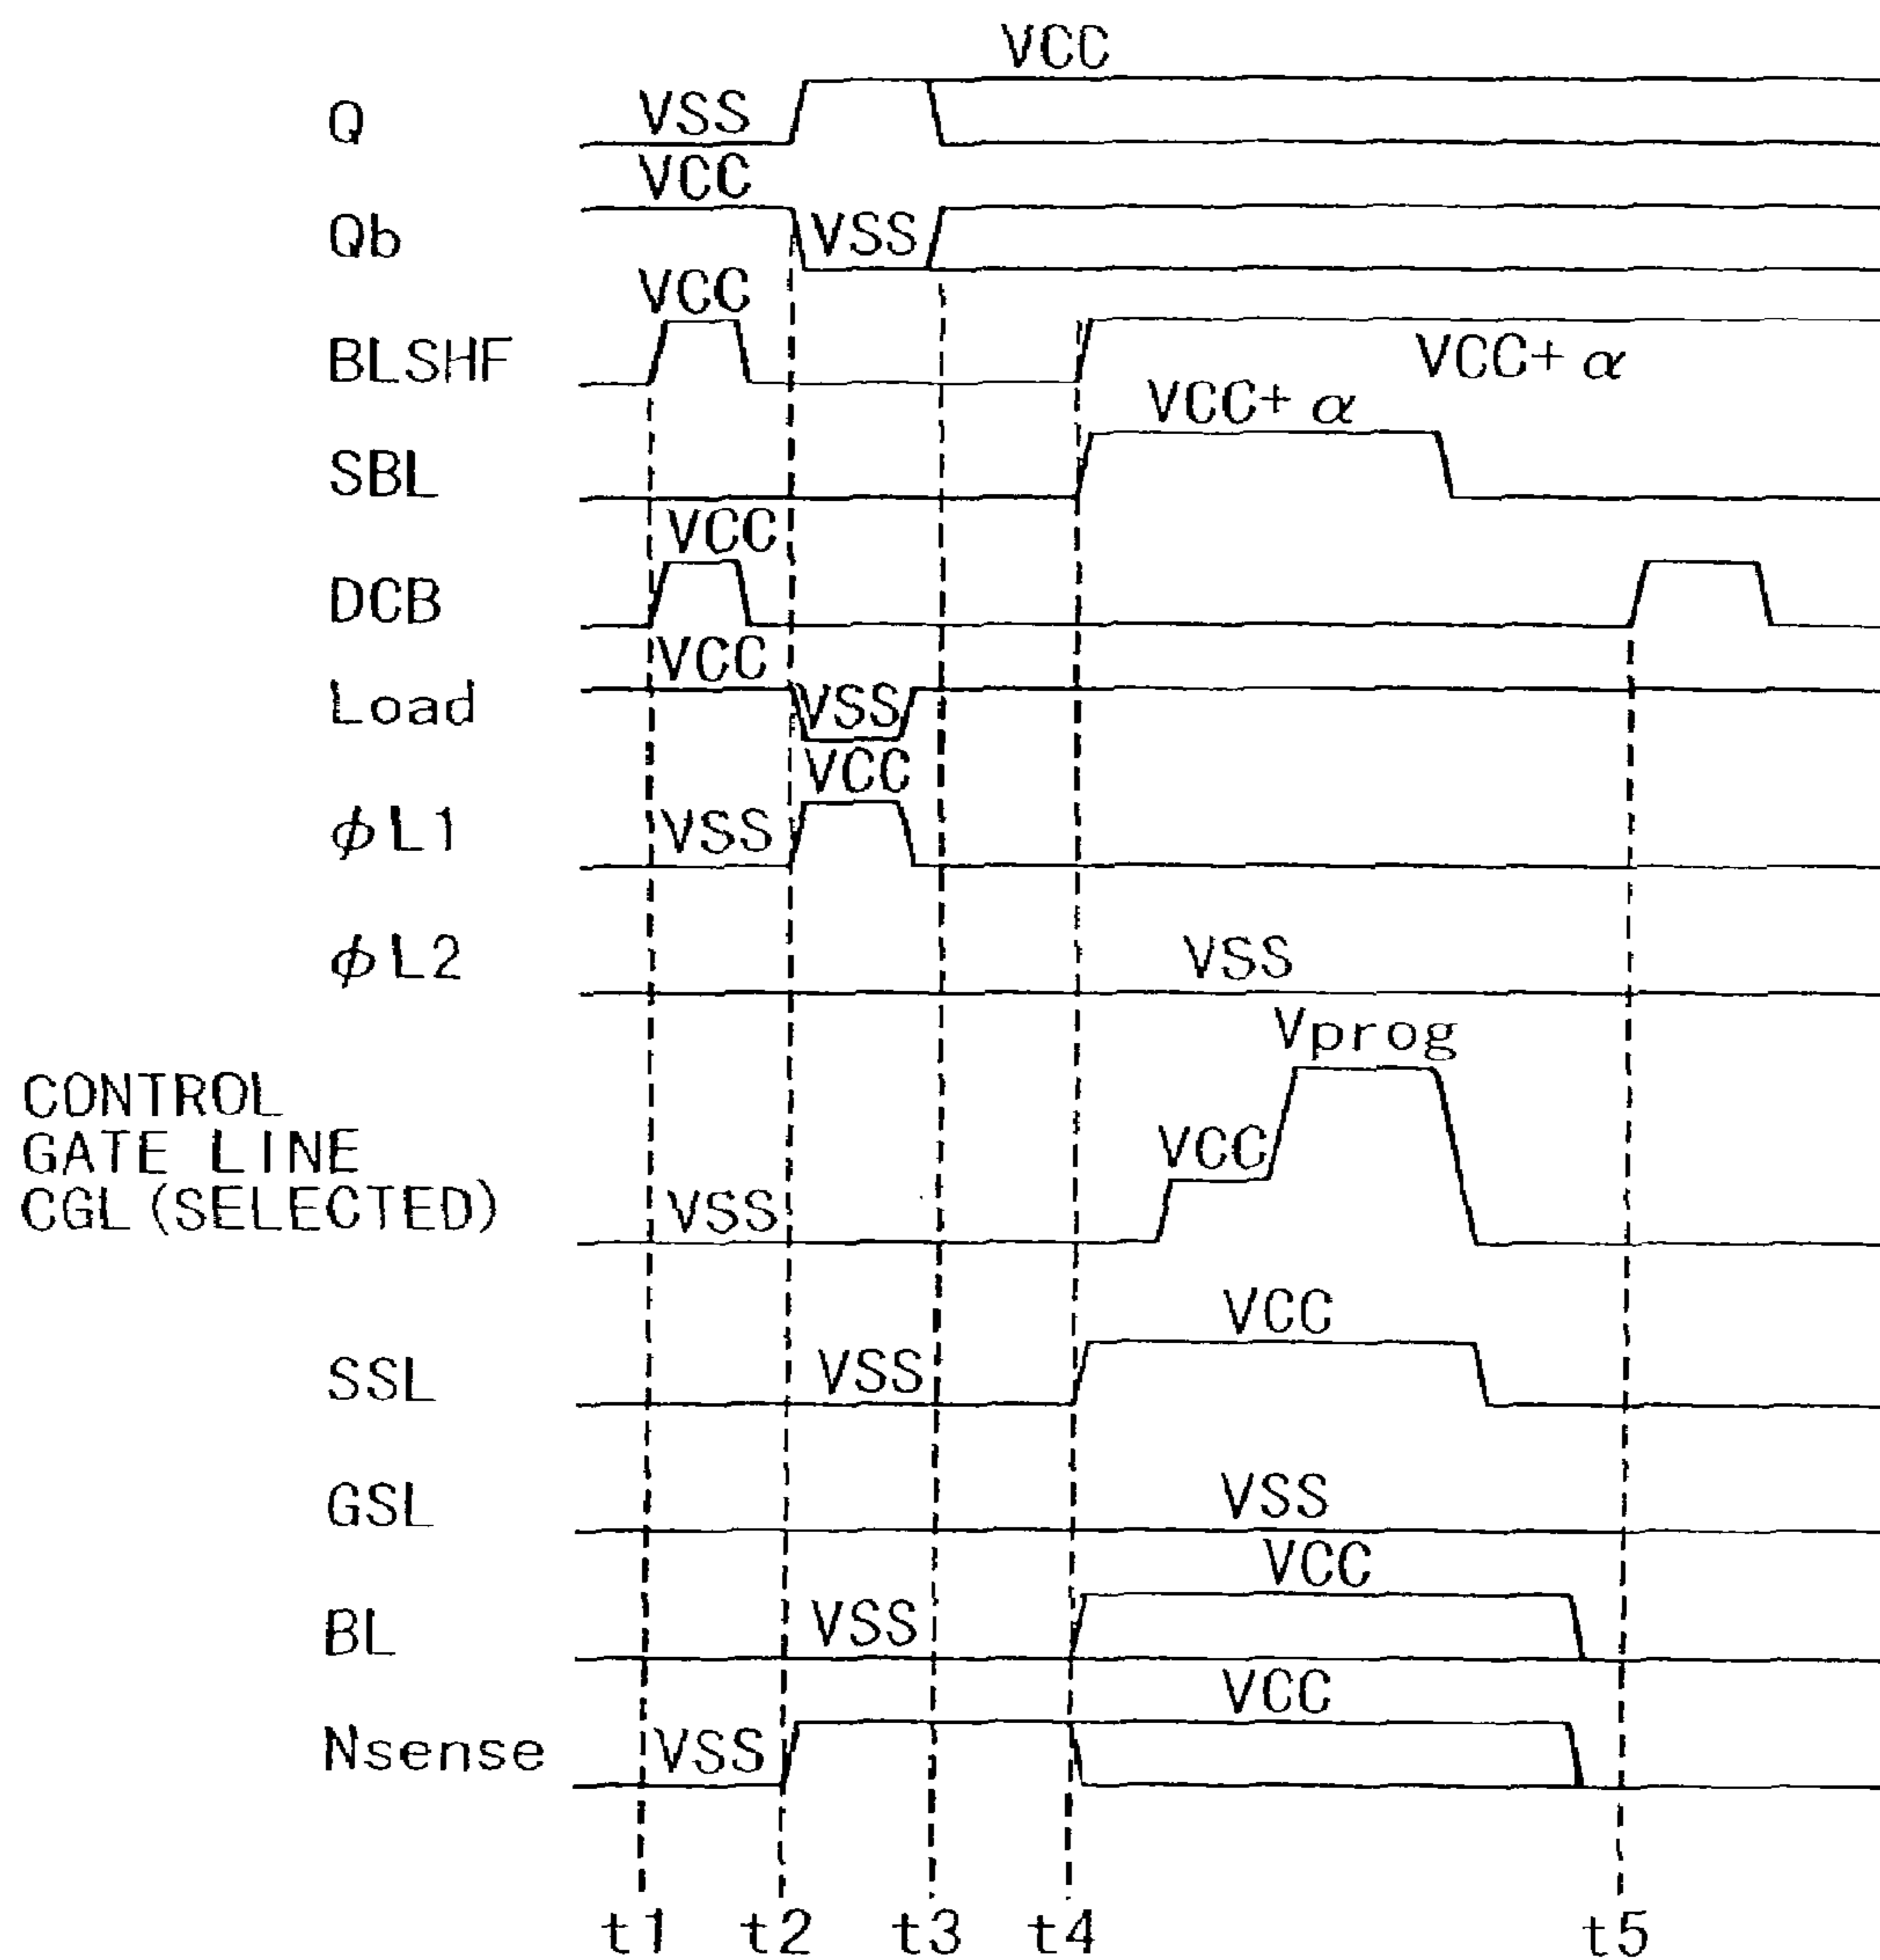 VCC
Q VSS
VCC
Qb VSS
VCC
BLSHF VCC+α
VCC+α
SBL
VCC
DCB
VCC
Load VSS
VCC
φL1 VSS
φL2 VSS
Vprog
CONTROL
GATE LINE VCC
CGL(SELECTED) VSS
VCC
SSL VSS
GSL VSS
VCC
BL VSS
VCC
Nsense VSS
t1 t2 t3 t4 t5